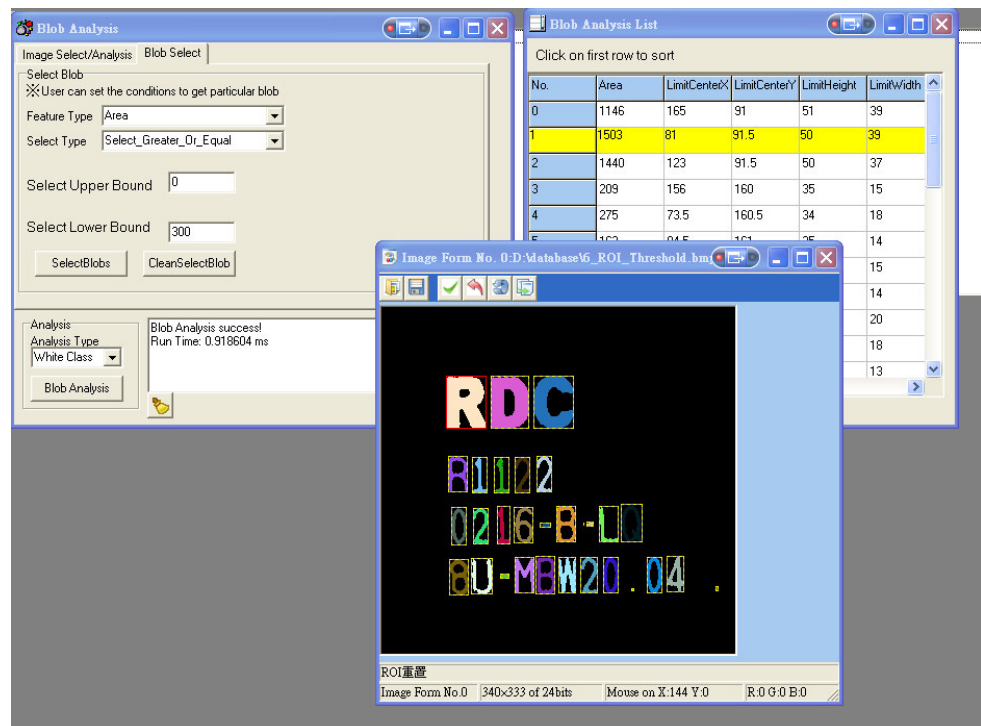 Blob Analysis
Image Select/Analysis Blob Select
Select Blob
※User can set the conditions to get particular blob
Feature Type Area
Select Type Select_Greater_Or_Equal
Select Upper Bound 0
Select Lower Bound 300
SelectBlobs CleanSelectBlob
Analysis
Analysis Type
White Class
Blob Analysis
Blob Analysis success!
Run Time: 0.918604 ms
Blob Analysis List
Click on first row to sort
No. Area LimitCenterX LimitCenterY LimitHeight LimitWidth
0 1146 165 91 51 39
1 1503 81 91.5 50 39
2 1440 123 91.5 50 37
3 209 156 160 35 15
4 275 73.5 160.5 34 18
14
15
14
20
18
13
Image Form No. 0:D:\database\6_ROI_Threshold.bmp
RDC
R1122
0216-B-LQ
8U-MBW20.04 .
ROI重置
Image Form No.0 340x333 of 24bits Mouse on X:144 Y:0 R:0 G:0 B:0